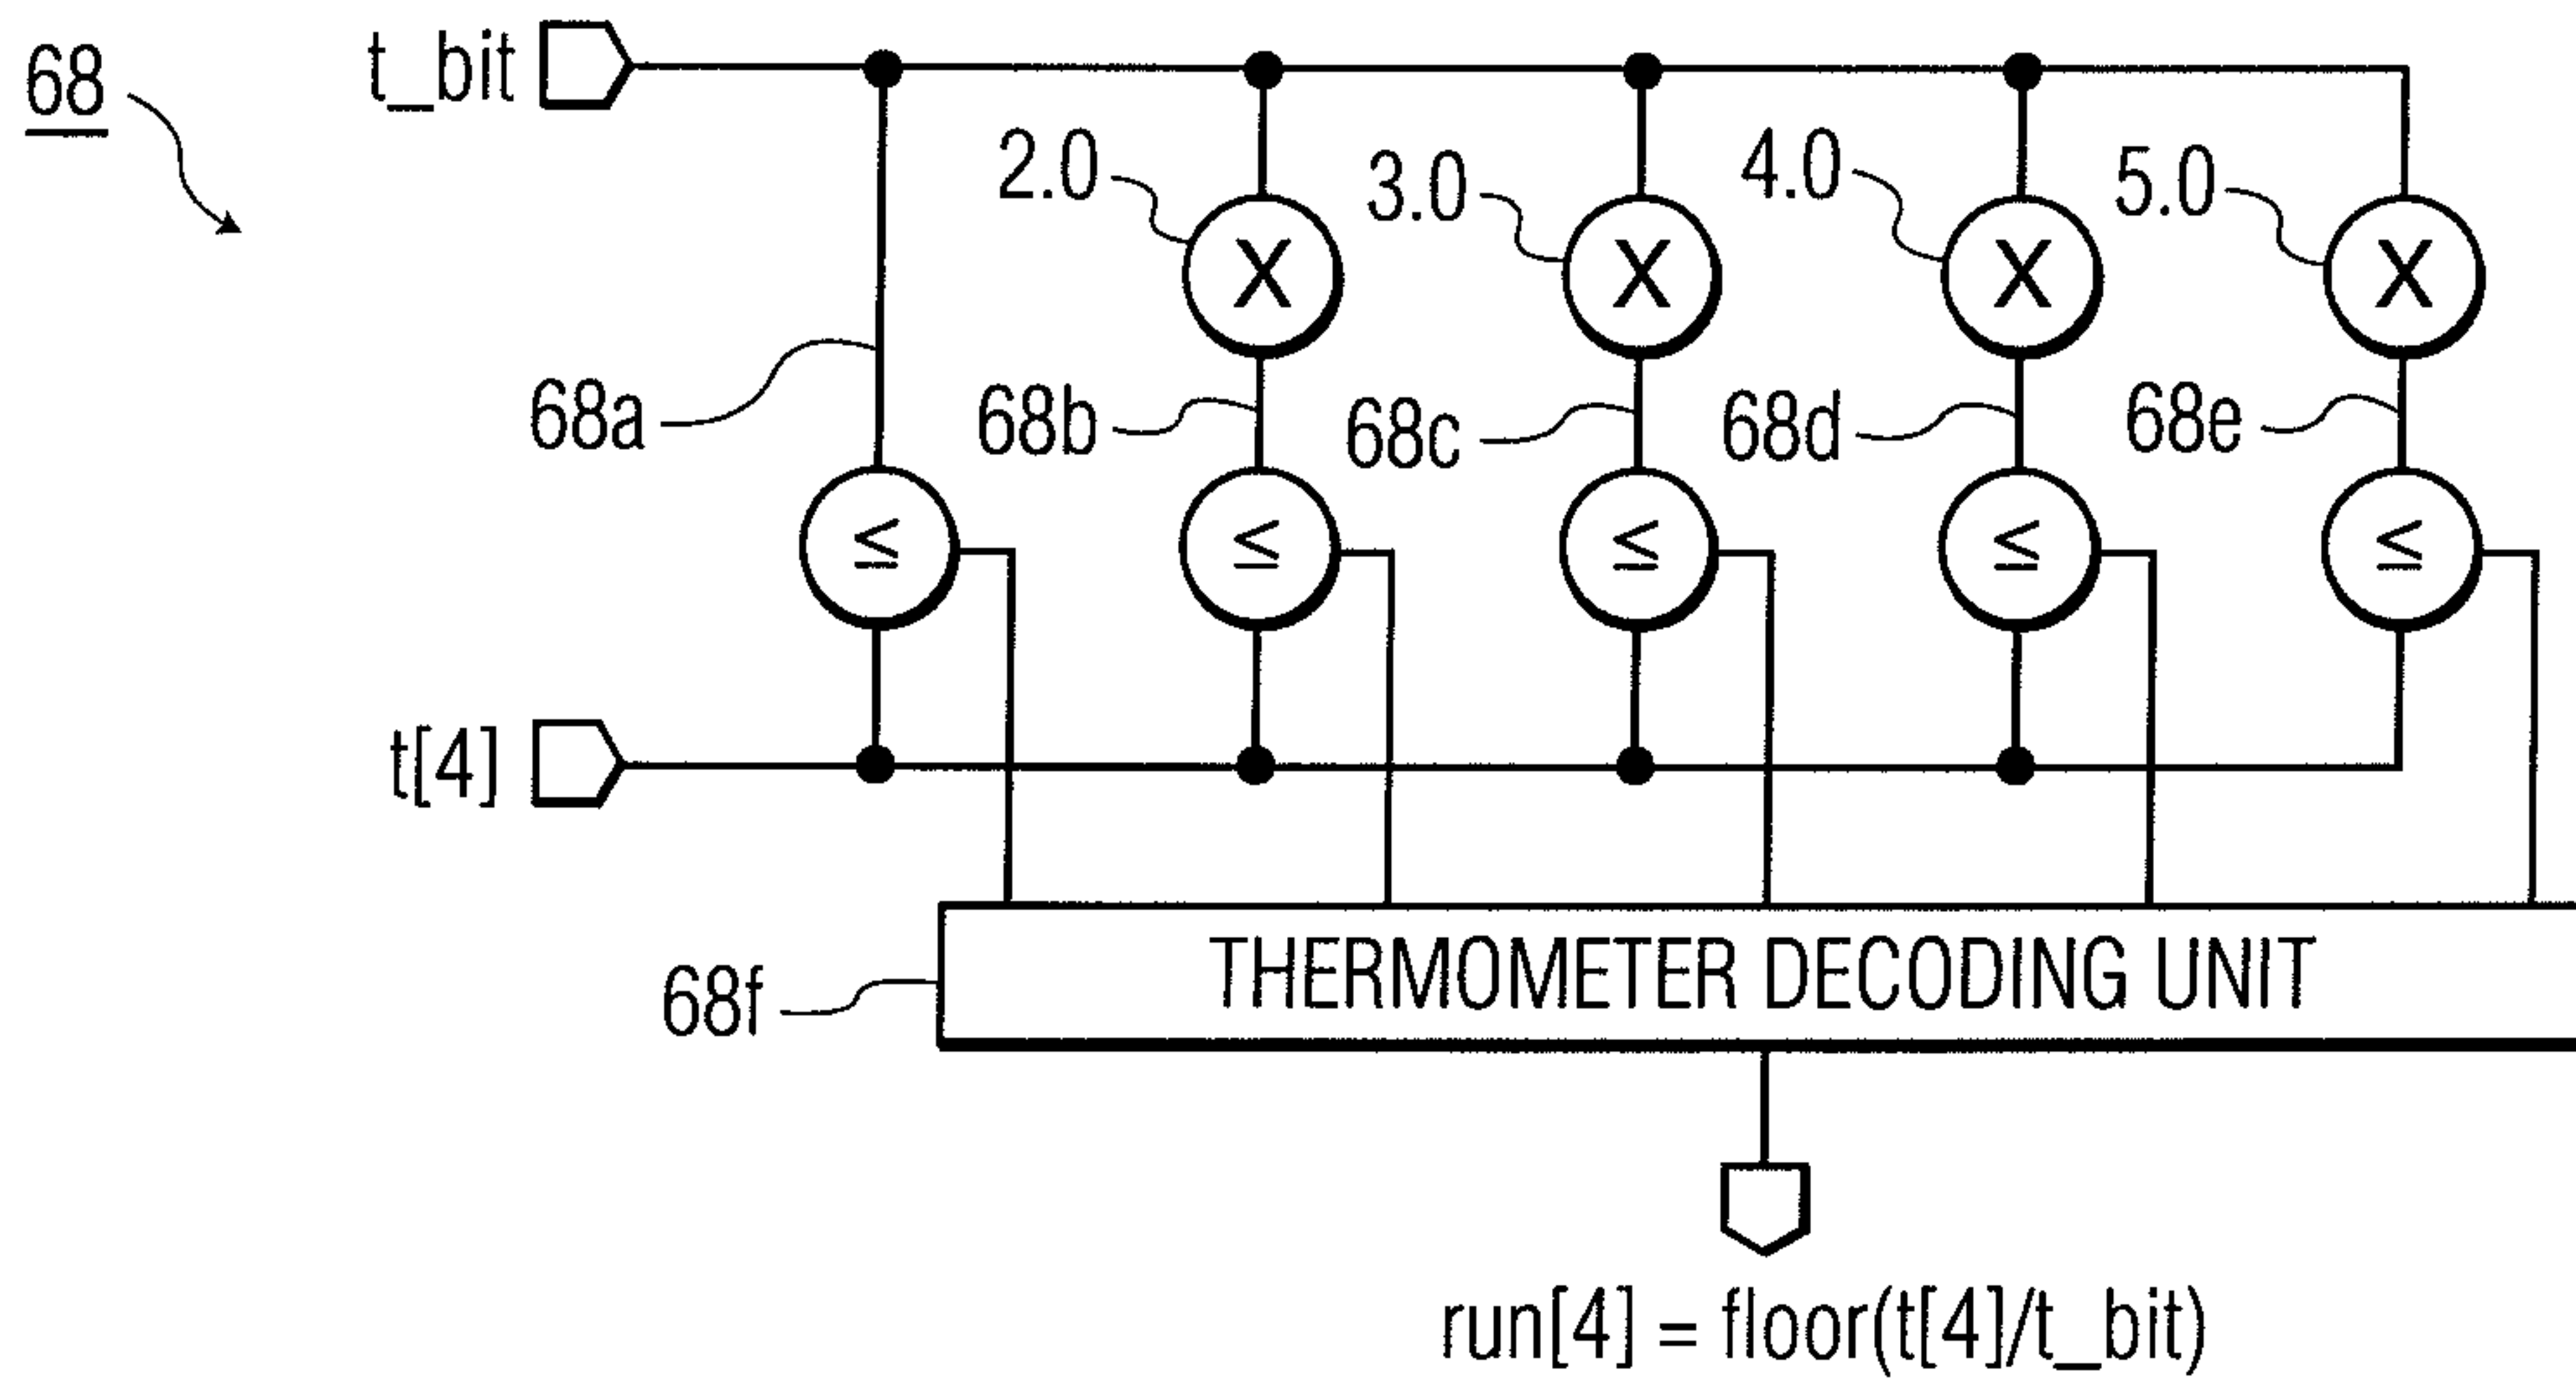 68
t_bit
2.0
3.0
4.0
5.0
X
X
X
X
68a
68b
68c
68d
68e
≤
≤
≤
≤
≤
t[4]
THERMOMETER DECODING UNIT
68f
run[4] = floor(t[4]/t_bit)